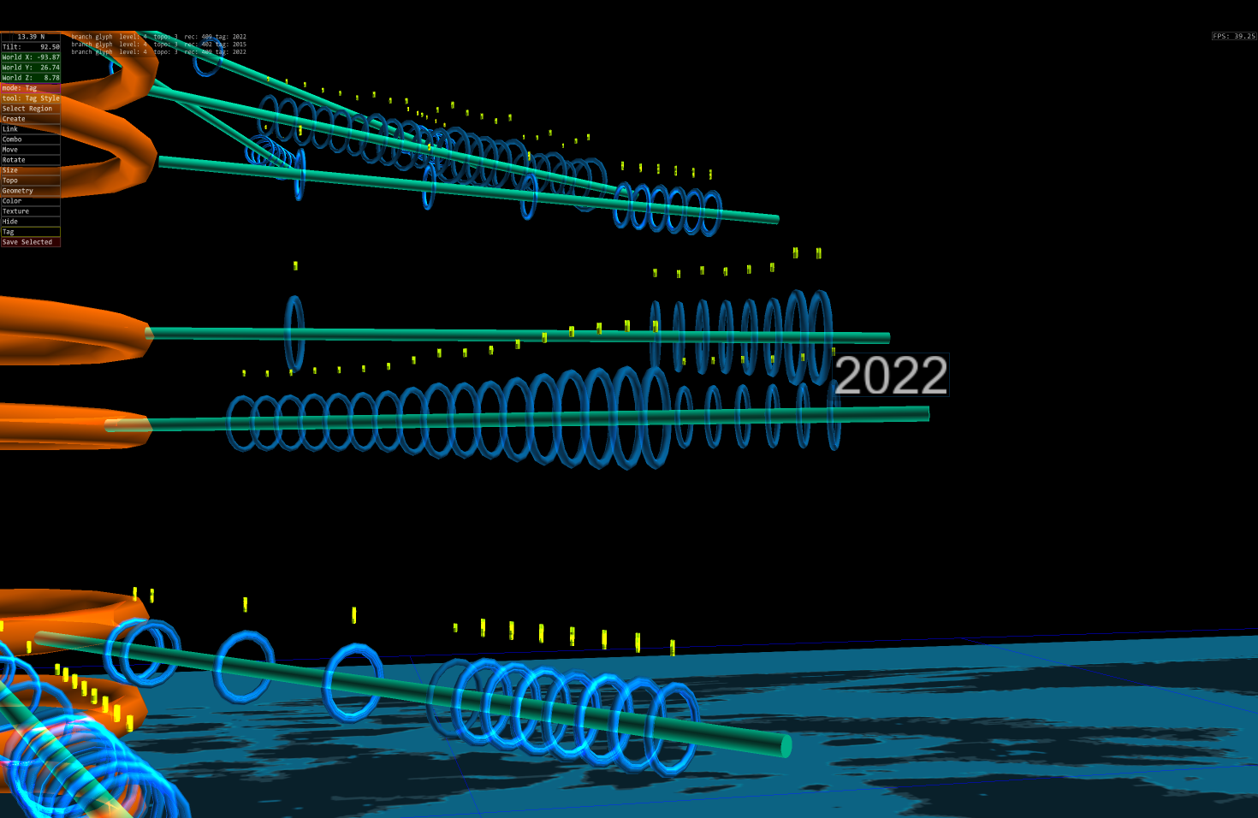 13.39 N
Tilt: 92.50
World X: -93.87
World Y: 26.74
World Z: 8.78
mode: Tag
tool: Tag Style
Select Region
Create
Link
Combo
Move
Rotate
Size
Topo
Geometry
Color
Texture
Hide
Tag
Save Selected
branch glyph level: 4 topo: 3 rec: 406 tag: 2022
branch glyph level: 4 topo: 3 rec: 402 tag: 2015
branch glyph level: 4 topo: 3 rec: tag: 2022
FPS: 39.25
2022